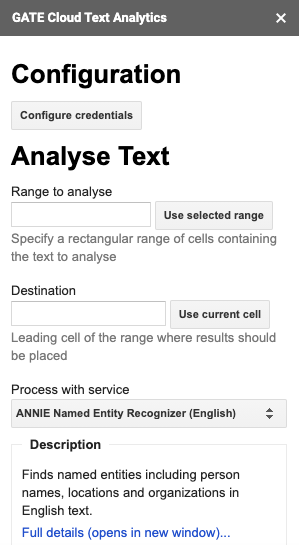 GATE Cloud Text Analytics ×
Configuration
Configure credentials
Analyse Text
Range to analyse
Use selected range
Specify a rectangular range of cells containing
the text to analyse
Destination
Use current cell
Leading cell of the range where results should
be placed
Process with service
ANNIE Named Entity Recognizer (English)
Description
Finds named entities including person
names, locations and organizations in
English text.
Full details (opens in new window)...